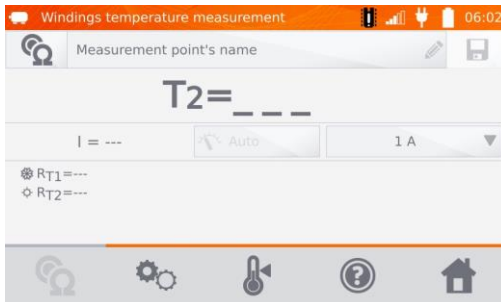 Windings temperature measurement 06:02
Measurement point's name
T2=_ _ _
I = --- Auto 1 A
RT1=---
RT2=---